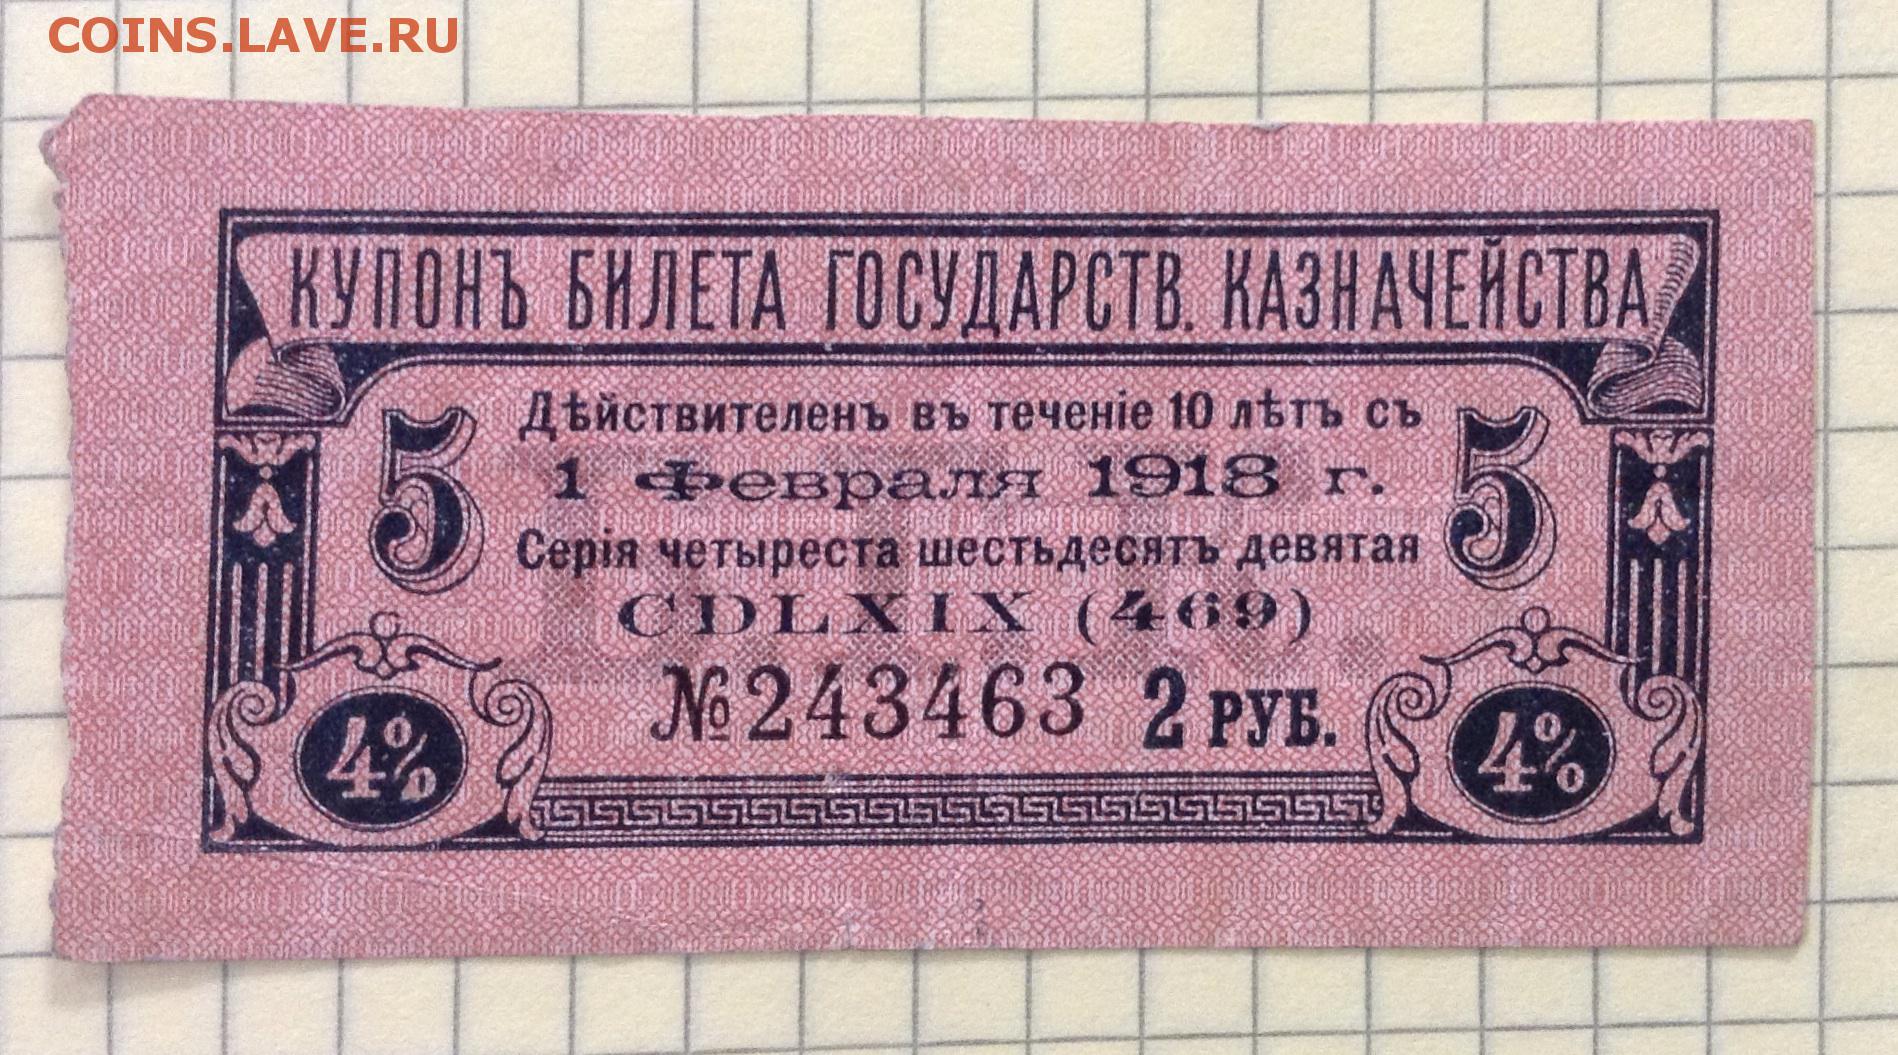 COINS.LAVE.RU
КУПОНЪ БИЛЕТА ГОСУДАРСТВ. КАЗНАЧЕЙСТВА
5 Дѣйствителенъ въ теченіе 10 лѣтъ съ 5
1 Февраля 1918 г.
Серія четыреста шестьдесятъ девятая
CDLXIX (469)
№243463 2 РУБ.
4% 4%